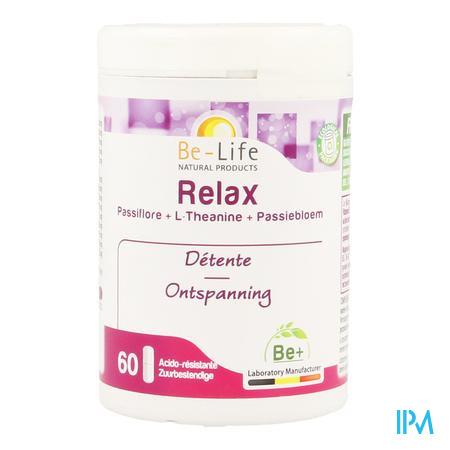 Be-Life
NATURAL PRODUCTS
Relax
Passiflore + L-Theanine + Passiebloem
Détente
Ontspanning
60
Acido-résistante
Zuurbestendige
Be+
Laboratory Manufacturer
IPM